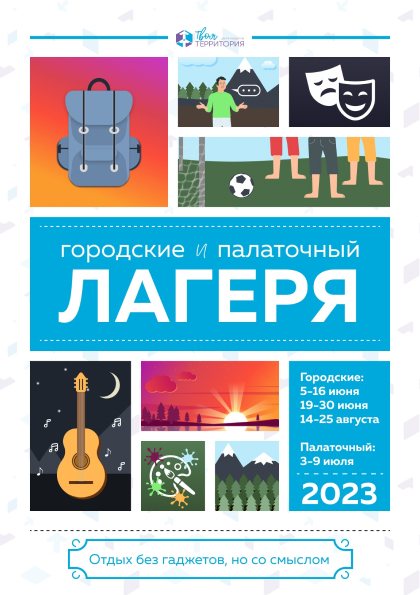 Твоя
ТЕРРИТОРИЯ
городские и палаточный
ЛАГЕРЯ
Городские:
5-16 июня
19-30 июня
14-25 августа
Палаточный:
3-9 июля
2023
Отдых без гаджетов, но со смыслом